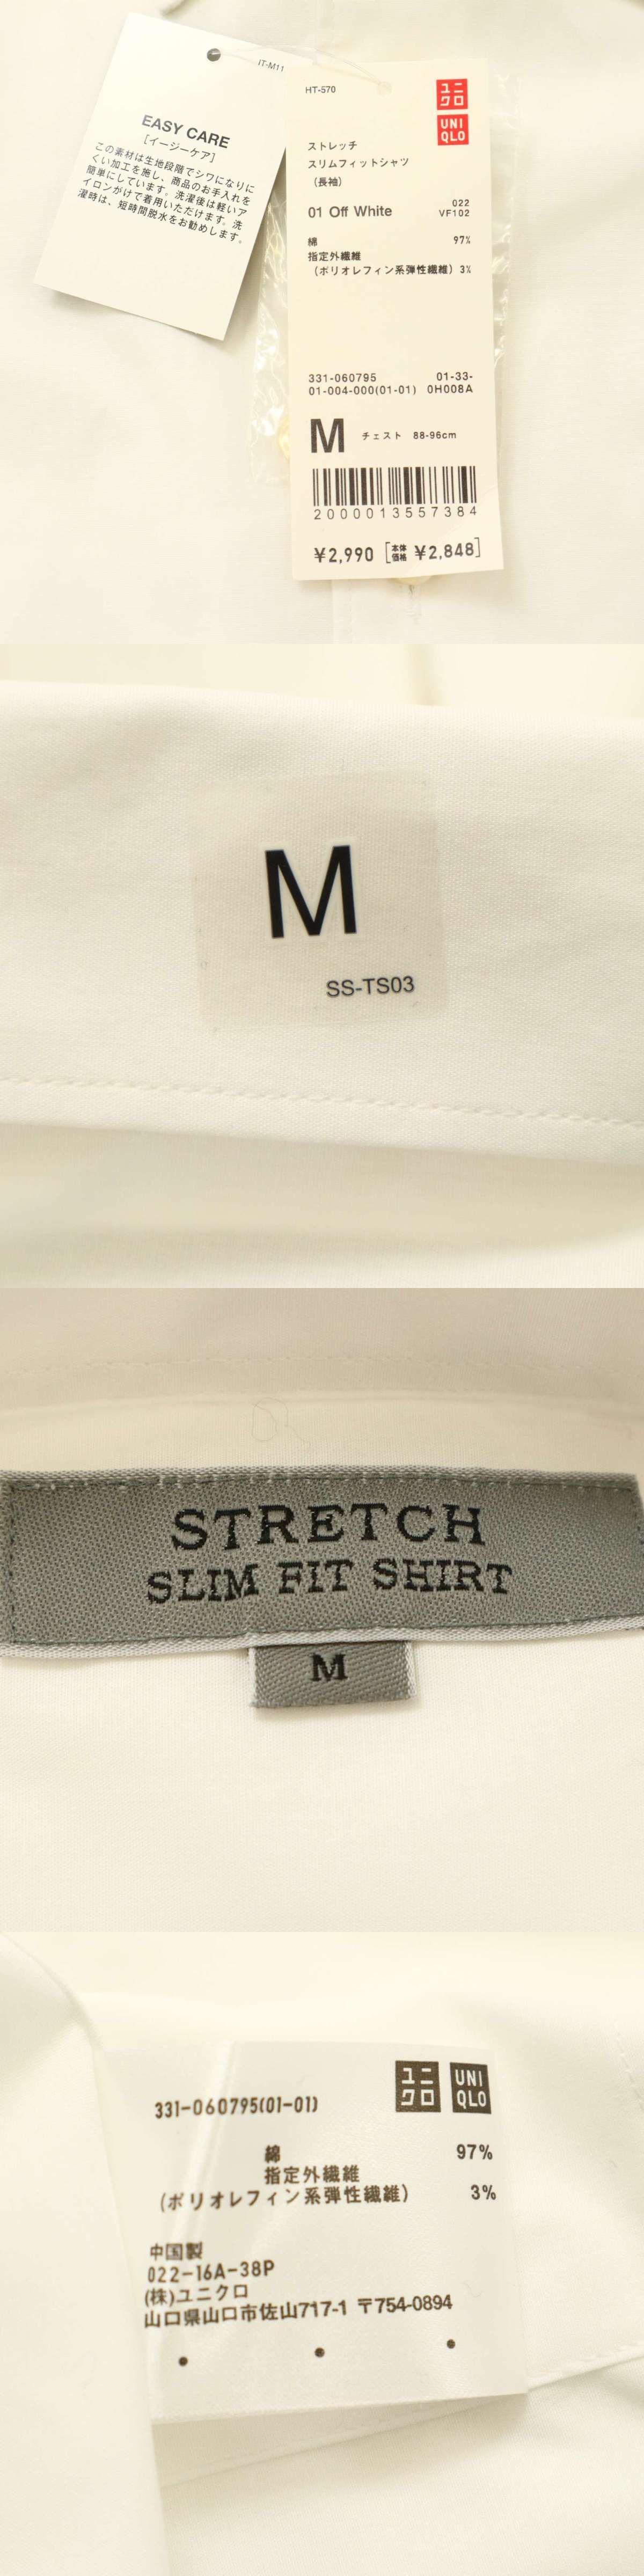 IT-M11
EASY CARE
[イージーケア]
この素材は生地段階でシワになりに
くい加工を施し、商品のお手入れを
簡単にしています。洗濯後は軽いア
イロンがけで着用いただけます。洗
濯時は、短時間脱水をお勧めします。
HT-570
ユニ
クロ
UNI
QLO
ストレッチ
スリムフィットシャツ
(長袖)
01 Off White
022
VF102
綿 97%
指定外繊維
(ポリオレフィン系弾性繊維) 3%
331-060795 01-33-
01-004-000(01-01) 0H008A
M チェスト 88-96cm
2000013557384
¥2,990 [本体価格 ¥2,848]
M
SS-TS03
STRETCH
SLIM FIT SHIRT
M
ユニ
クロ
UNI
QLO
331-060795(01-01)
綿 97%
指定外繊維
(ポリオレフィン系弾性繊維) 3%
中国製
022-16A-38P
(株)ユニクロ
山口県山口市佐山717-1 〒754-0894